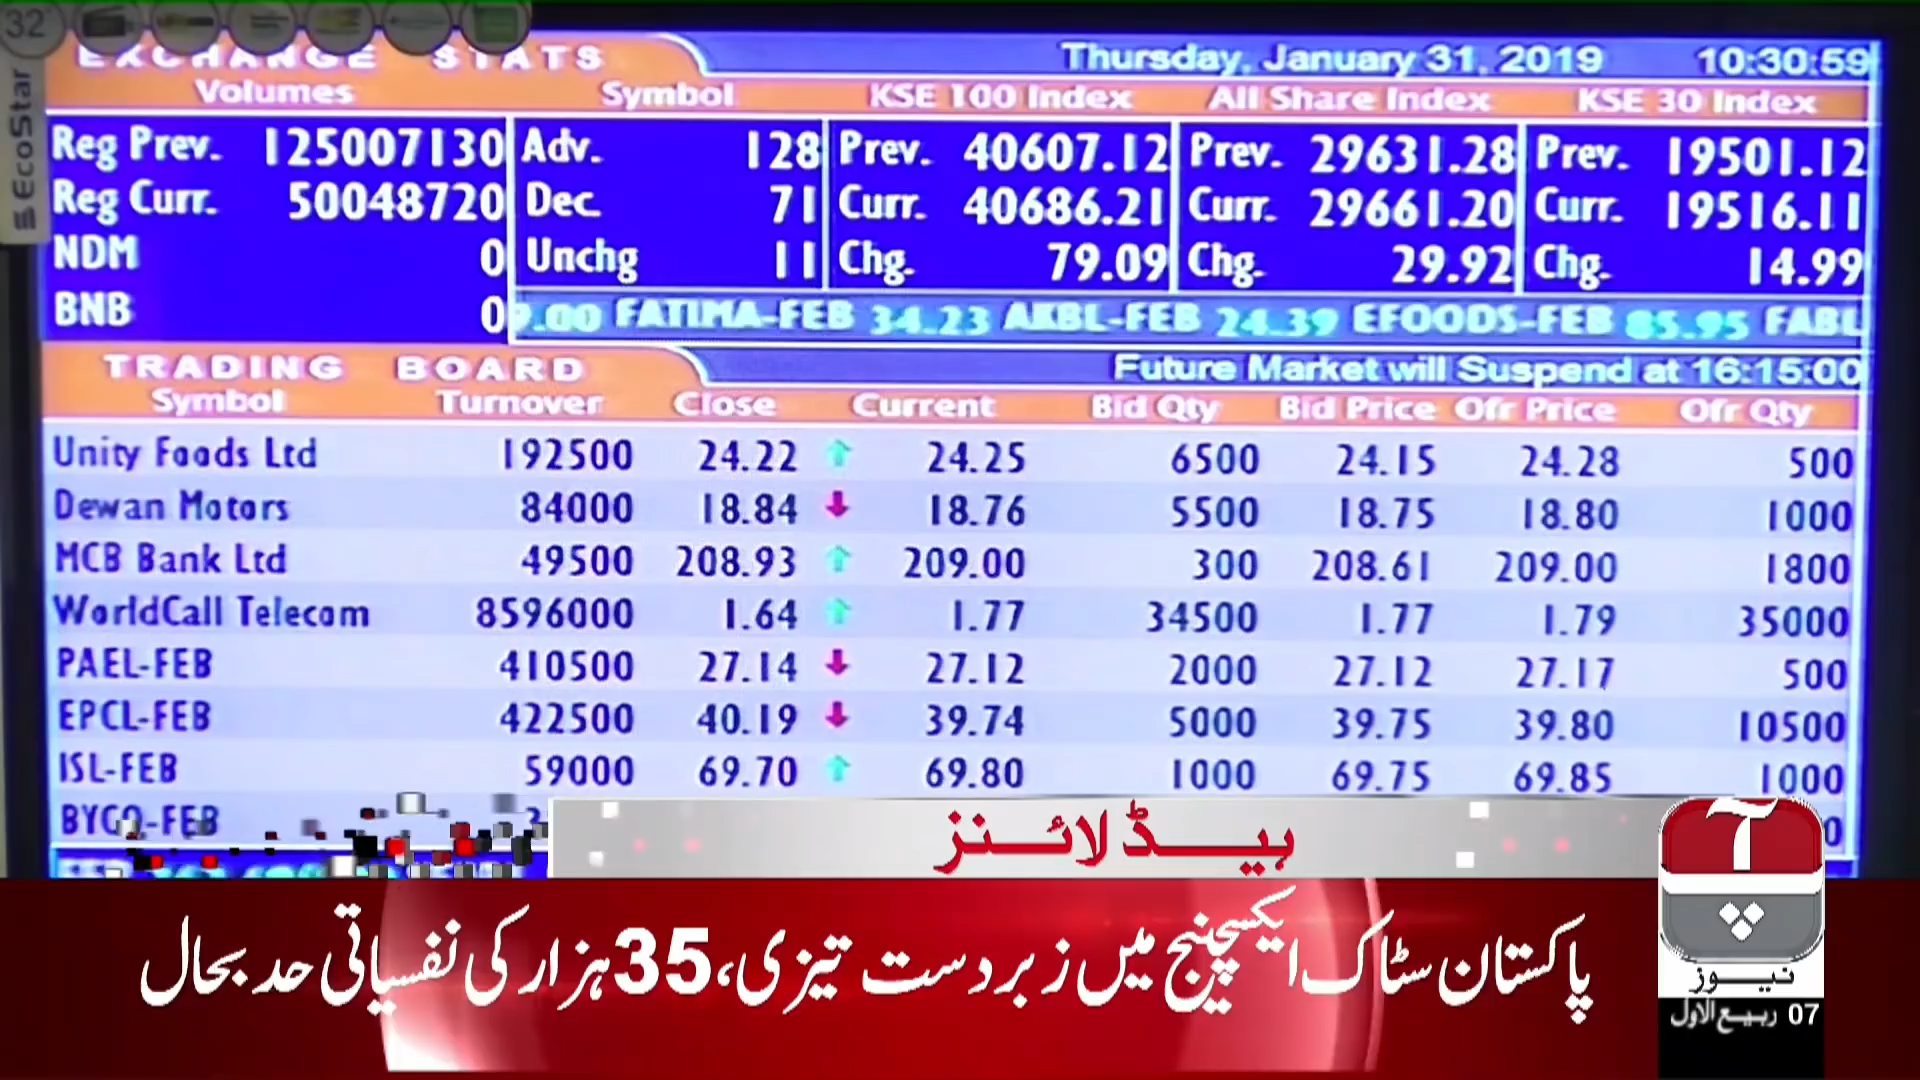 32
EcoStar
EXCHANGE STATS Thursday, January 31, 2019 10:30:59
Volumes Symbol KSE 100 Index All Share Index KSE 30 Index
Reg Prev. 125007130 Adv. 128 Prev. 40607.12 Prev. 29631.28 Prev. 19501.12
Reg Curr. 50048720 Dec. 71 Curr. 40686.21 Curr. 29661.20 Curr. 19516.11
NDM 0 Unchg 11 Chg. 79.09 Chg. 29.92 Chg. 14.99
BNB 0 9.00 FATIMA-FEB 34.23 AKBL-FEB 24.39 EFOODS-FEB 85.95 FABL
TRADING BOARD Future Market will Suspend at 16:15:00
Symbol Turnover Close Current Bid Qty Bid Price Ofr Price Ofr Qty
Unity Foods Ltd 192500 24.22 24.25 6500 24.15 24.28 500
Dewan Motors 84000 18.84 18.76 5500 18.75 18.80 1000
MCB Bank Ltd 49500 208.93 209.00 300 208.61 209.00 1800
WorldCall Telecom 8596000 1.64 1.77 34500 1.77 1.79 35000
PAEL-FEB 410500 27.14 27.12 2000 27.12 27.17 500
EPCL-FEB 422500 40.19 39.74 5000 39.75 39.80 10500
ISL-FEB 59000 69.70 69.80 1000 69.75 69.85 1000
BYCO-FEB
ہیڈلائنز
پاکستان سٹاک ایکسچینج میں زبردست تیزی، 35 ہزار کی نفسیاتی حد بحال
آپ
نیوز
07 ربیع الاول